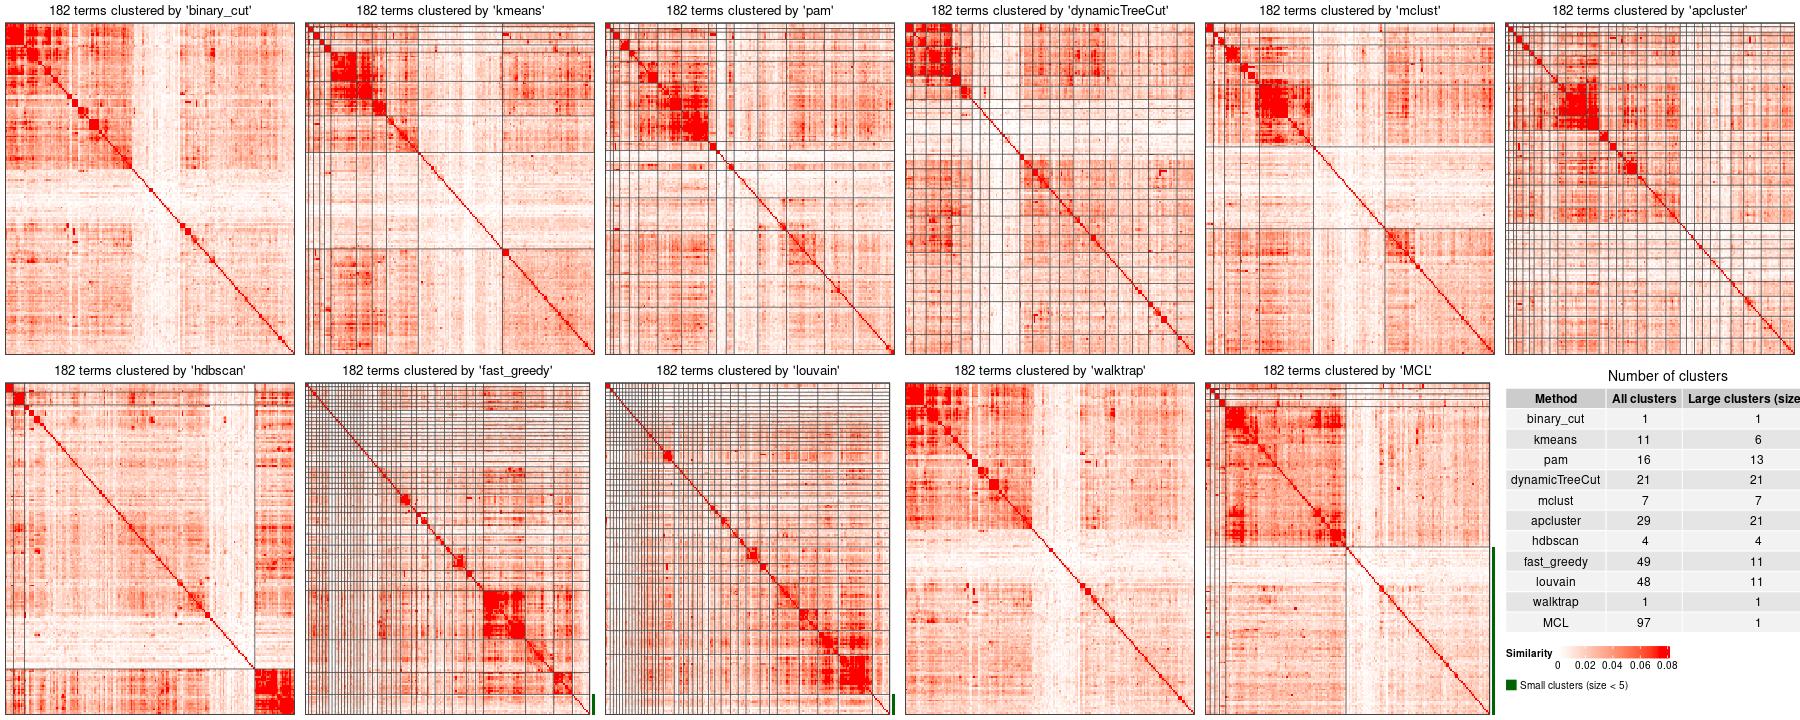 182 terms clustered by 'binary_cut'
182 terms clustered by 'kmeans'
182 terms clustered by 'pam'
182 terms clustered by 'dynamicTreeCut'
182 terms clustered by 'mclust'
182 terms clustered by 'apcluster'
182 terms clustered by 'hdbscan'
182 terms clustered by 'fast_greedy'
182 terms clustered by 'louvain'
182 terms clustered by 'walktrap'
182 terms clustered by 'MCL'
Number of clusters
Method All clusters Large clusters (size
binary_cut 1 1
kmeans 11 6
pam 16 13
dynamicTreeCut 21 21
mclust 7 7
apcluster 29 21
hdbscan 4 4
fast_greedy 49 11
louvain 48 11
walktrap 1 1
MCL 97 1
Similarity
0 0.02 0.04 0.06 0.08
Small clusters (size < 5)